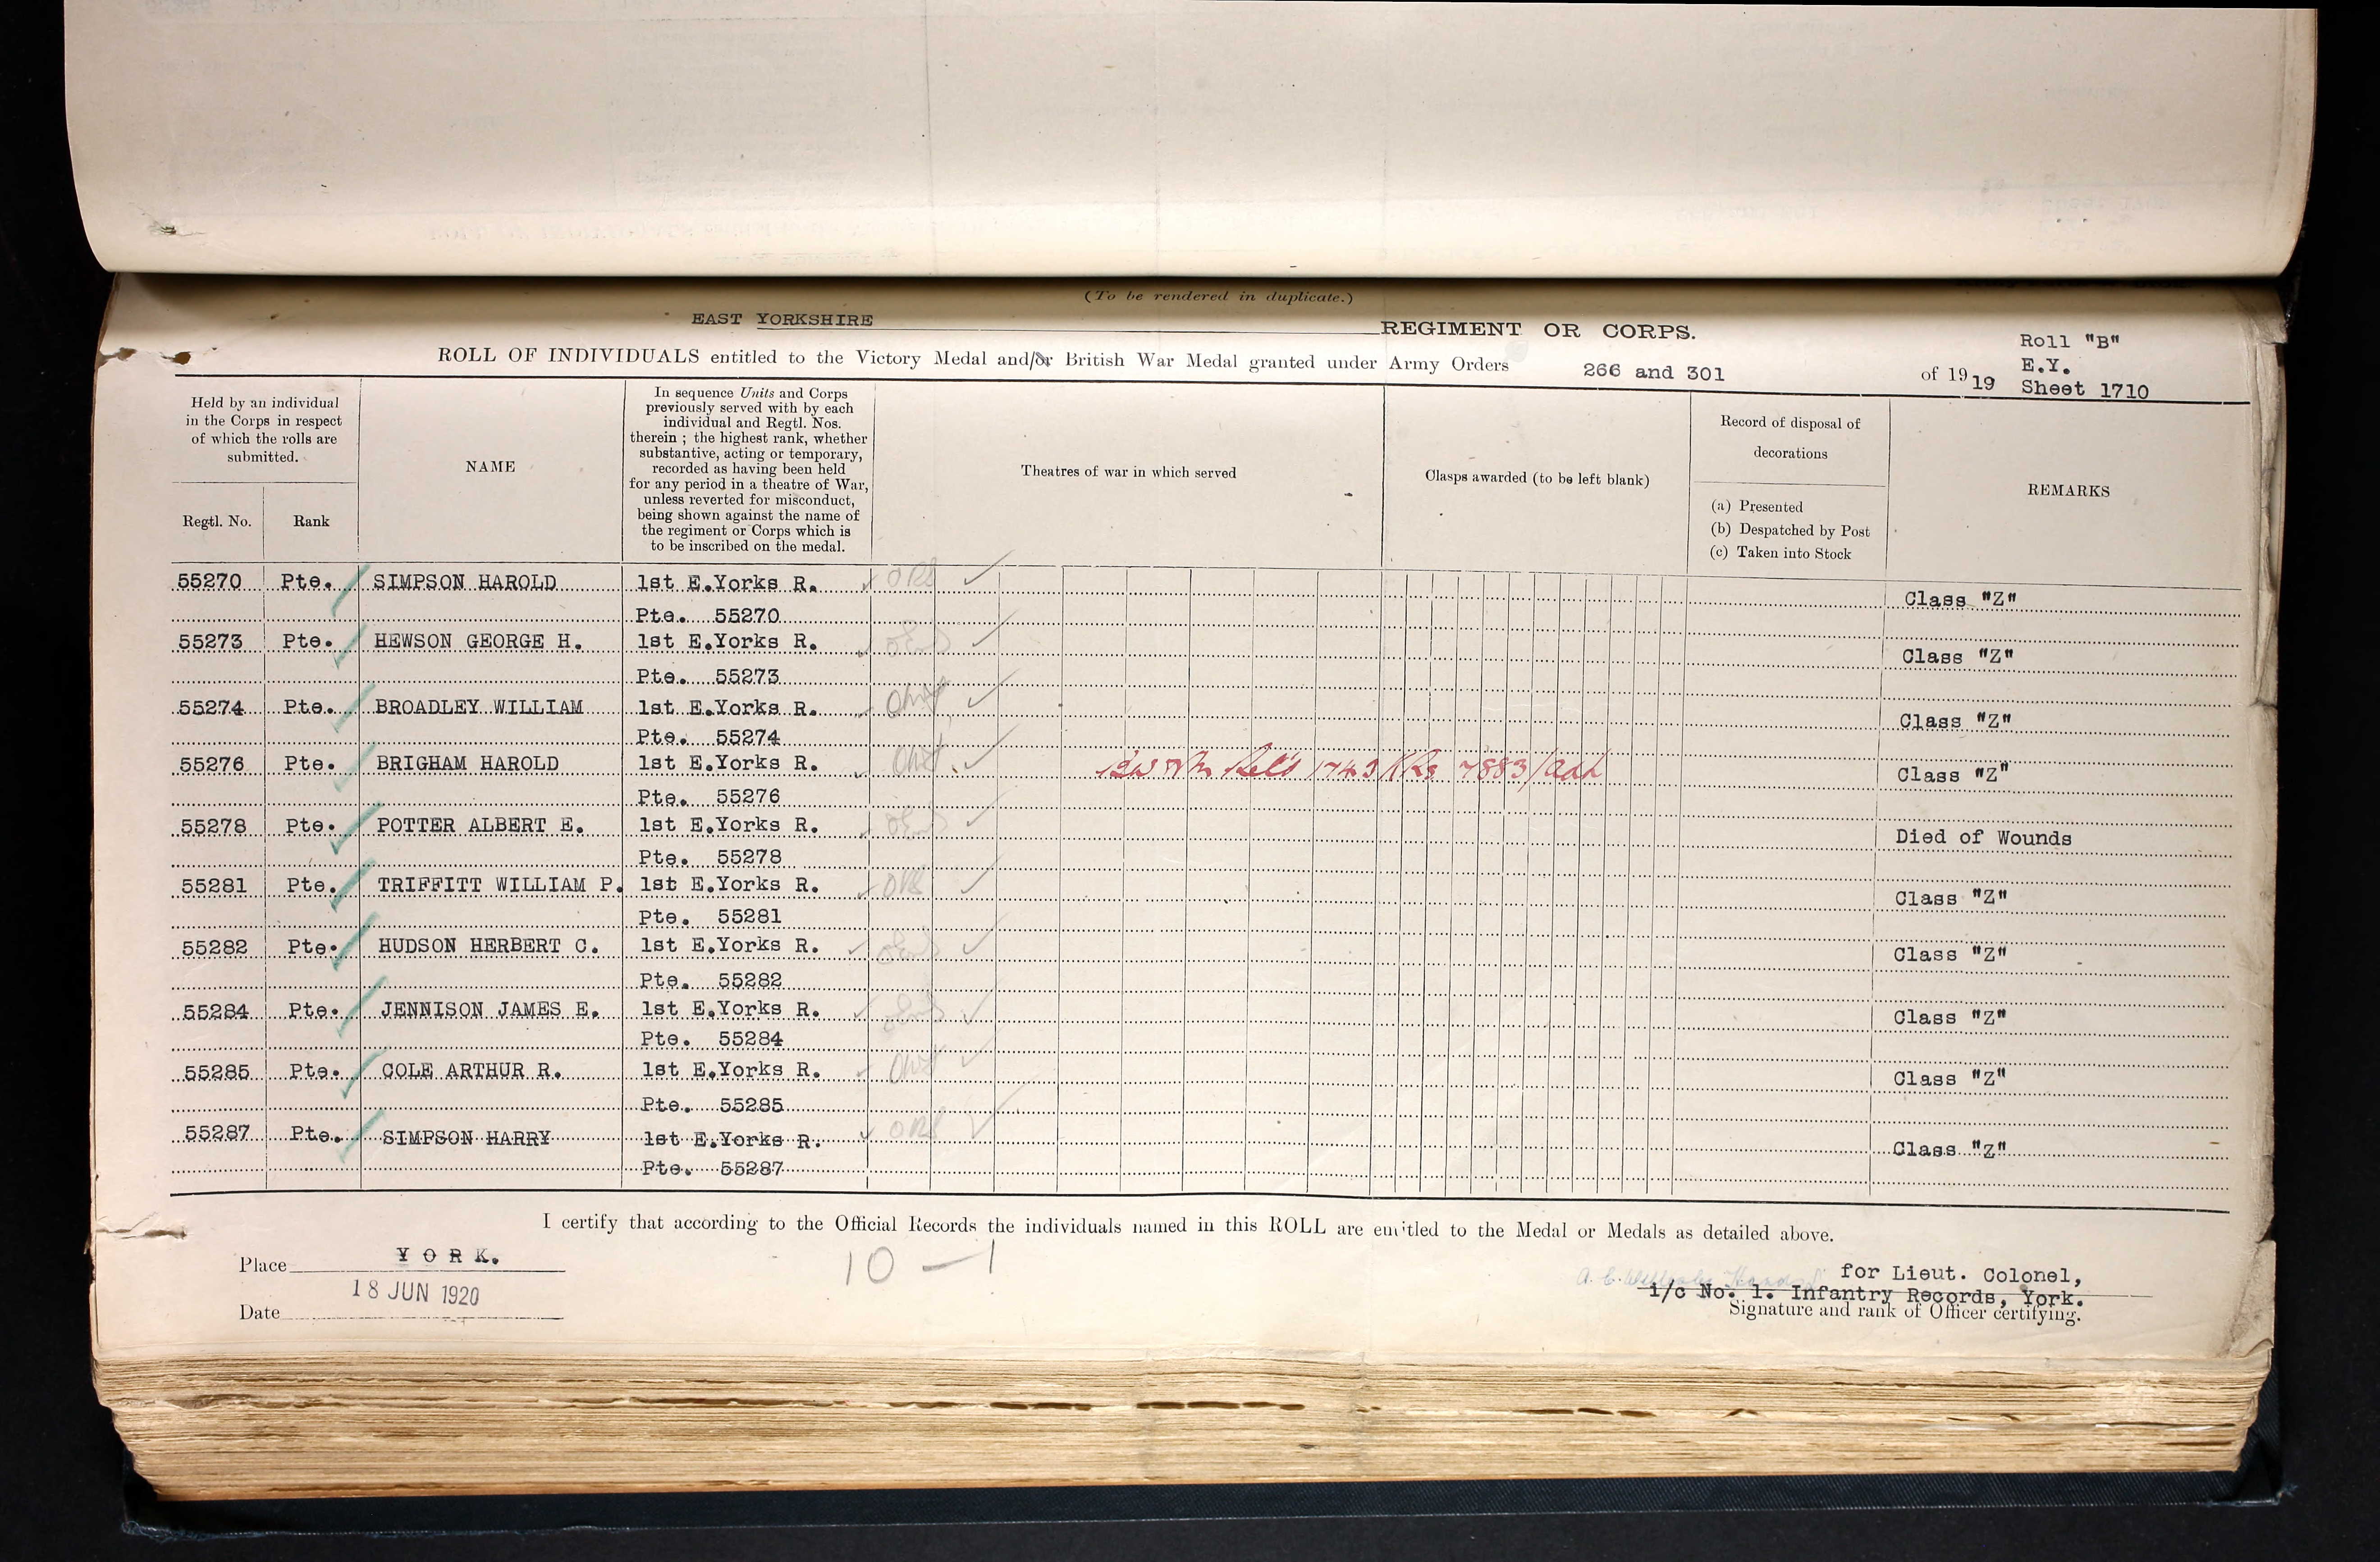 (To be rendered in duplicate.)
EAST YORKSHIRE REGIMENT OR CORPS.
Roll "B"
E.Y.
Sheet 1710
ROLL OF INDIVIDUALS entitled to the Victory Medal and/or British War Medal granted under Army Orders 266 and 301 of 1919
Held by an individual
in the Corps in respect
of which the rolls are
submitted.
Regtl. No. Rank
NAME
In sequence Units and Corps
previously served with by each
individual and Regtl. Nos.
therein ; the highest rank, whether
substantive, acting or temporary,
recorded as having been held
for any period in a theatre of War,
unless reverted for misconduct,
being shown against the name of
the regiment or Corps which is
to be inscribed on the medal.
Theatres of war in which served
Clasps awarded (to be left blank)
Record of disposal of
decorations
(a) Presented
(b) Despatched by Post
(c) Taken into Stock
REMARKS
55270 Pte. SIMPSON HAROLD 1st E.Yorks R. Class "Z"
Pte. 55270
55273 Pte. HEWSON GEORGE H. 1st E.Yorks R. Class "Z"
Pte. 55273
55274 Pte. BROADLEY WILLIAM 1st E.Yorks R. Class "Z"
Pte. 55274
55276 Pte. BRIGHAM HAROLD 1st E.Yorks R. 7883/Adt Class "Z"
Pte. 55276
55278 Pte. POTTER ALBERT E. 1st E.Yorks R. Died of Wounds
Pte. 55278
55281 Pte. TRIFFITT WILLIAM P. 1st E.Yorks R. Class "Z"
Pte. 55281
55282 Pte. HUDSON HERBERT C. 1st E.Yorks R. Class "Z"
Pte. 55282
55284 Pte. JENNISON JAMES E. 1st E.Yorks R. Class "Z"
Pte. 55284
55285 Pte. COLE ARTHUR R. 1st E.Yorks R. Class "Z"
Pte. 55285
55287 Pte. SIMPSON HARRY 1st E.Yorks R. Class "Z"
Pte. 55287
I certify that according to the Official Records the individuals named in this ROLL are entitled to the Medal or Medals as detailed above.
10 — 1
Place YORK.
Date 18 JUN 1920
for Lieut. Colonel,
i/c No. 1. Infantry Records, York.
Signature and rank of Officer certifying.